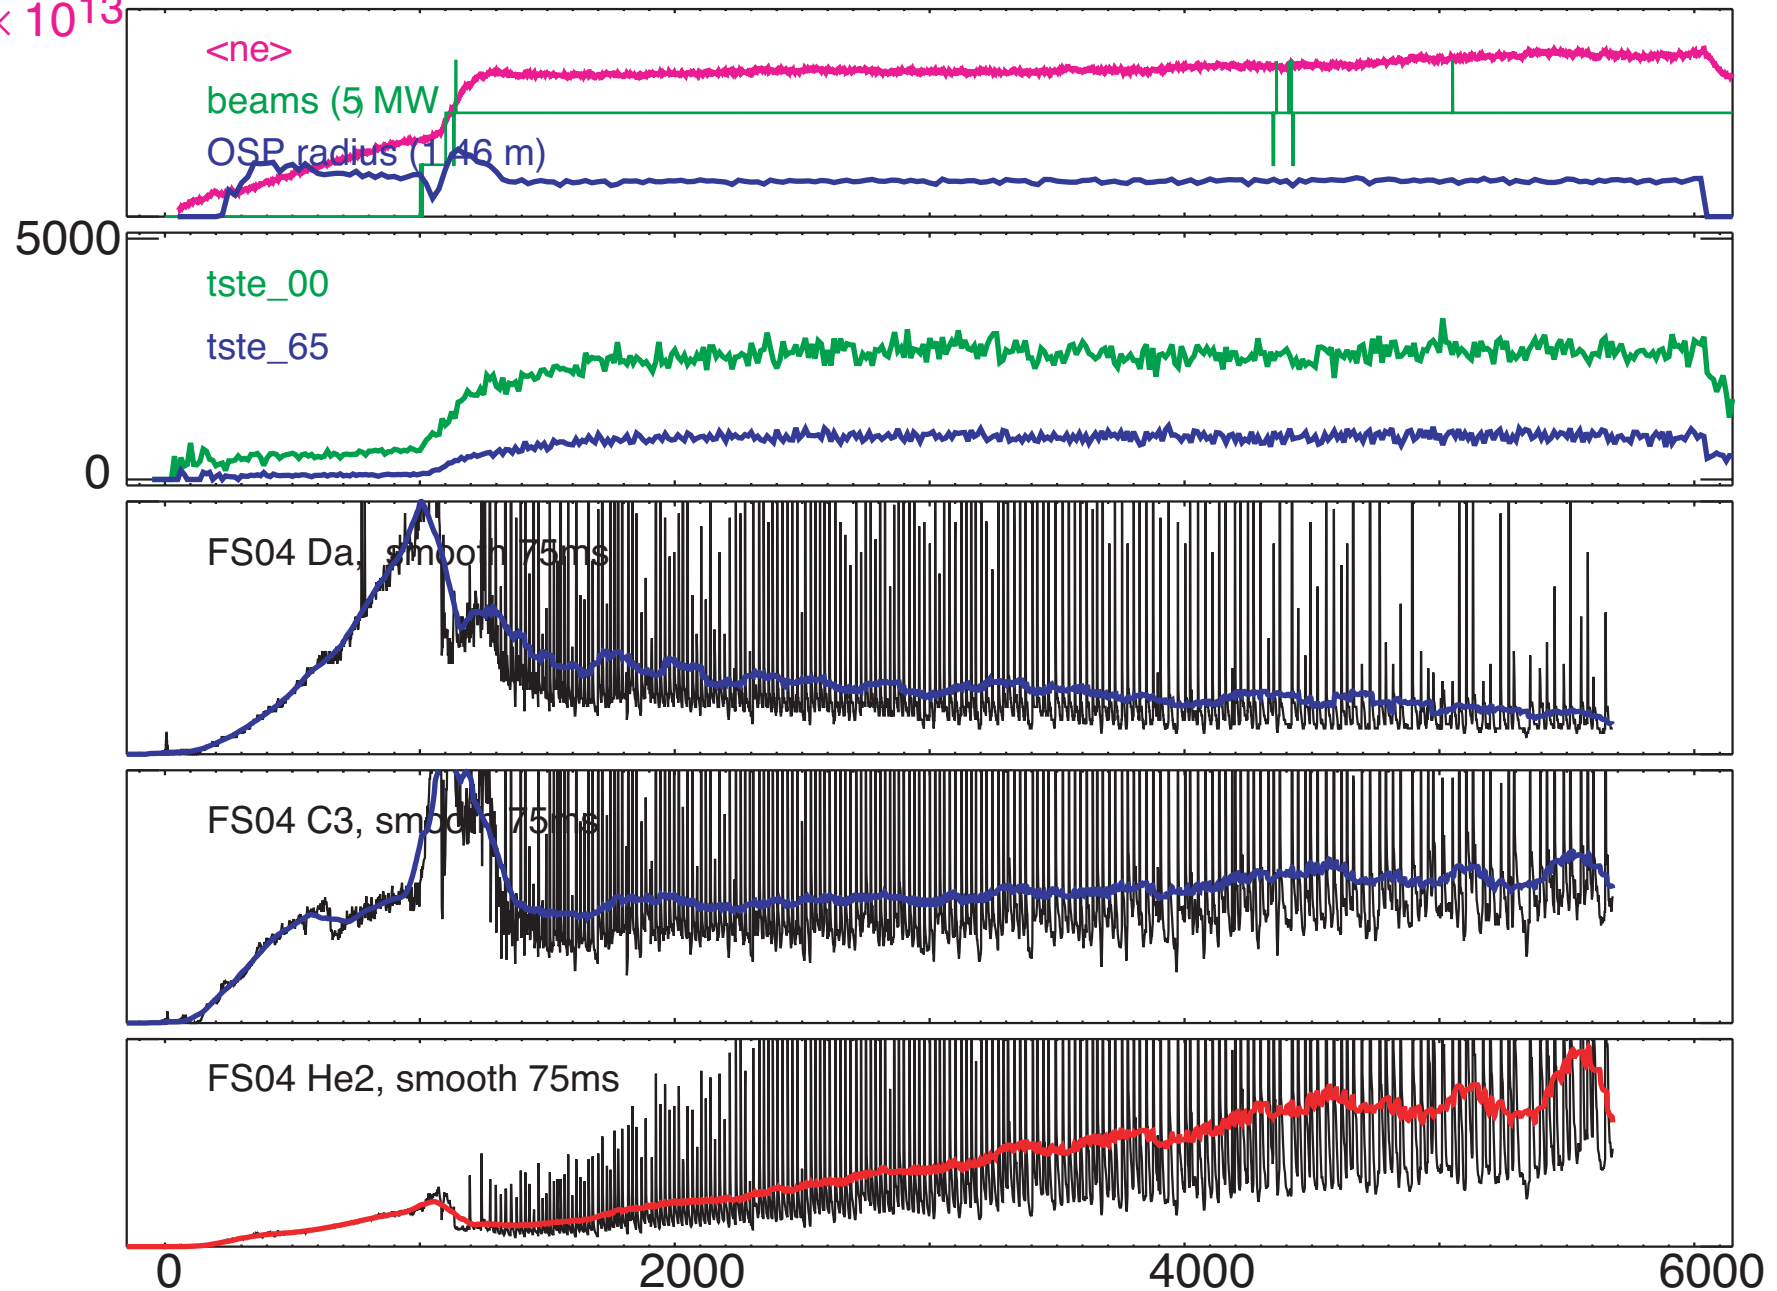 × 10¹³
<ne>
beams (5) MW
OSP radius (1.46 m)
5000
tste_00
tste_65
0
FS04 Da, smooth 75ms
FS04 C3, smooth 75ms
FS04 He2, smooth 75ms
0 2000 4000 6000